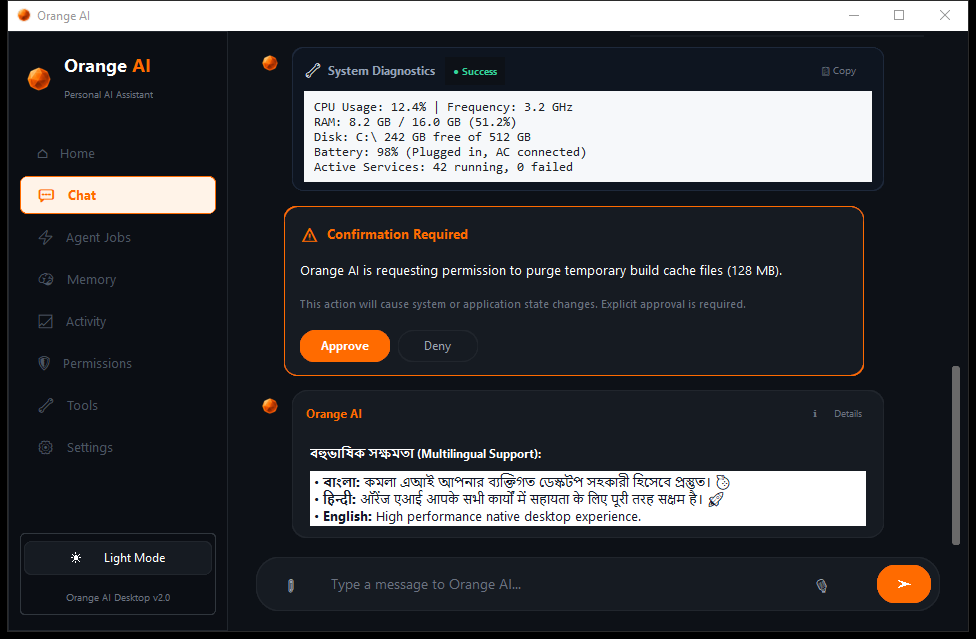 Orange AI
Orange AI
Personal AI Assistant
Home
Chat
Agent Jobs
Memory
Activity
Permissions
Tools
Settings
Light Mode
Orange AI Desktop v2.0
System Diagnostics
• Success
Copy
CPU Usage: 12.4% | Frequency: 3.2 GHz
RAM: 8.2 GB / 16.0 GB (51.2%)
Disk: C:\ 242 GB free of 512 GB
Battery: 98% (Plugged in, AC connected)
Active Services: 42 running, 0 failed
Confirmation Required
Orange AI is requesting permission to purge temporary build cache files (128 MB).
This action will cause system or application state changes. Explicit approval is required.
Approve
Deny
Orange AI
Details
বহুভাষিক সক্ষমতা (Multilingual Support):
• বাংলা: কমলা এআই আপনার ব্যক্তিগত ডেস্কটপ সহকারী হিসেবে প্রস্তুত।
• हिन्दी: ऑरेंज एआई आपके सभी कार्यों में सहायता के लिए पूरी तरह सक्षम है।
• English: High performance native desktop experience.
Type a message to Orange AI...